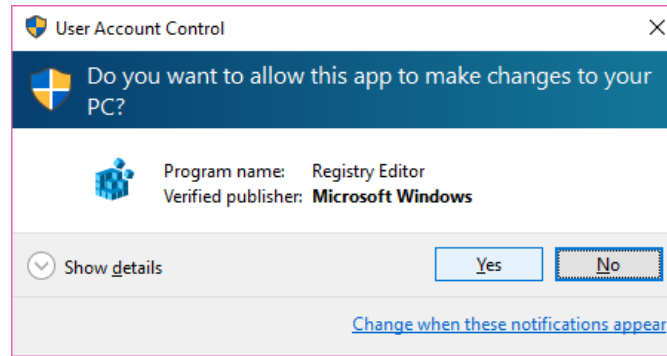 User Account Control
Do you want to allow this app to make changes to your
PC?
Program name: Registry Editor
Verified publisher: Microsoft Windows
Show details
Yes
No
Change when these notifications appear